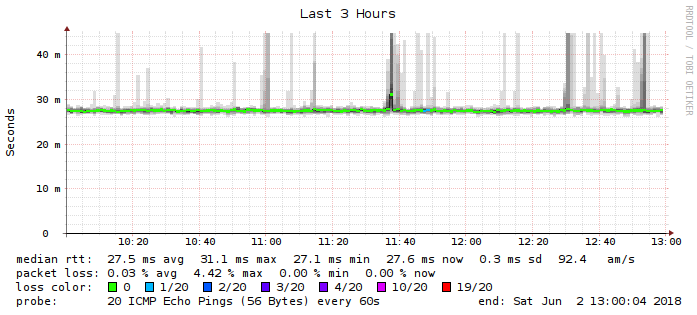 Last 3 Hours
RRDTOOL / TOBI OETIKER
Seconds
40 m
30 m
20 m
10 m
0
10:20 10:40 11:00 11:20 11:40 12:00 12:20 12:40 13:00
median rtt: 27.5 ms avg 31.1 ms max 27.1 ms min 27.6 ms now 0.3 ms sd 92.4 am/s
packet loss: 0.03 % avg 4.42 % max 0.00 % min 0.00 % now
loss color: 0 1/20 2/20 3/20 4/20 10/20 19/20
probe: 20 ICMP Echo Pings (56 Bytes) every 60s end: Sat Jun 2 13:00:04 2018